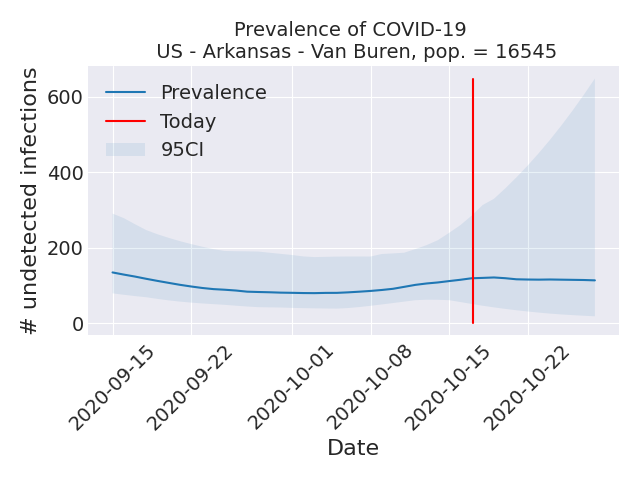 Prevalence of COVID-19
US - Arkansas - Van Buren, pop. = 16545
# undetected infections
600
400
200
0
Prevalence
Today
95CI
2020-09-15
2020-09-22
2020-10-01
2020-10-08
2020-10-15
2020-10-22
Date